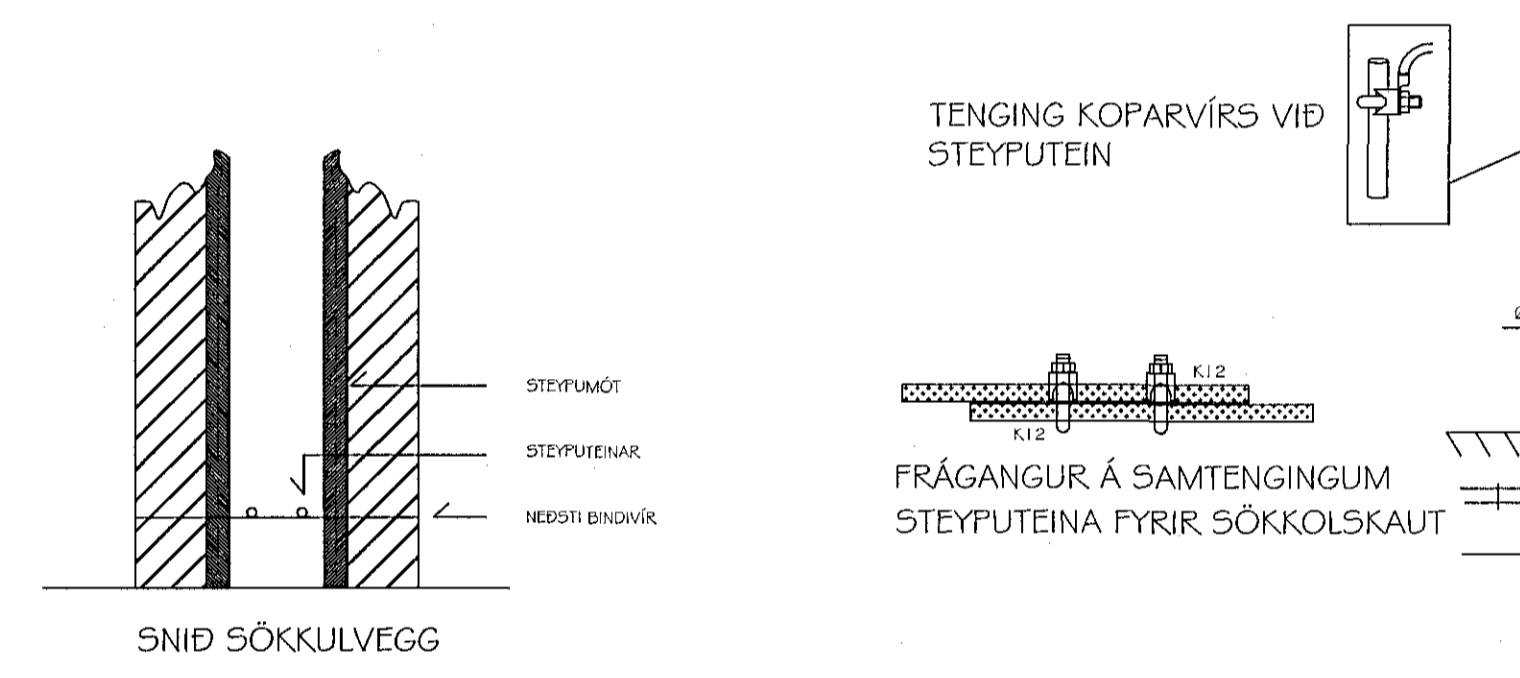 STEYPUMÓT
STEYPUTEINAR
NEÐSTI BINDIVÍR
SNIÐ SÖKKULVEGG
TENGING KOPARVÍRS VIÐ
STEYPUTEIN
K12
K12
FRÁGANGUR Á SAMTENGINGUM
STEYPUTEINA FYRIR SÖKKOLSKAUT